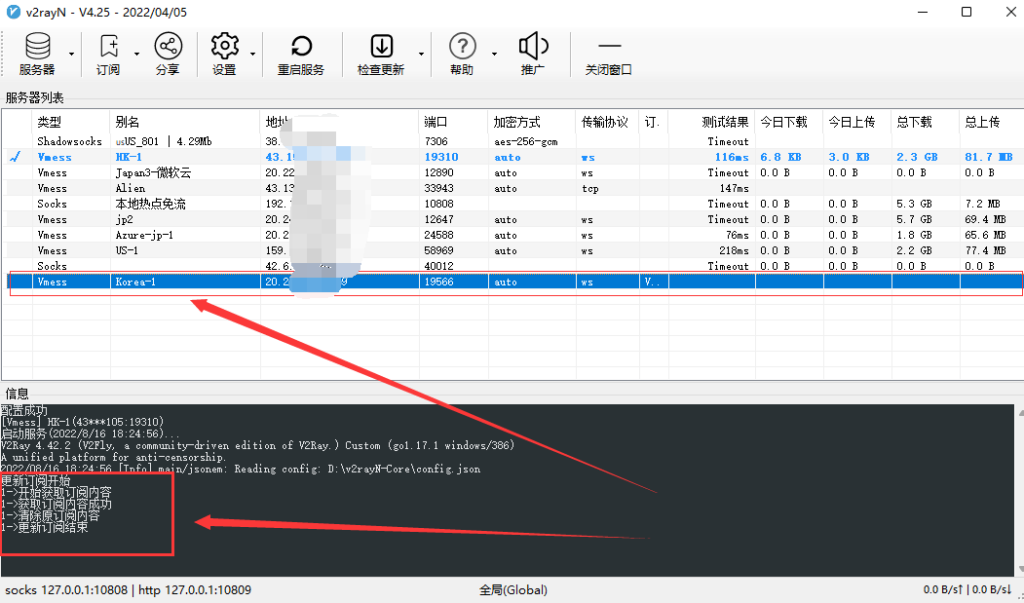 v2rayN - V4.25 - 2022/04/05
服务器 订阅 分享 设置 重启服务 检查更新 帮助 推广 关闭窗口
服务器列表
类型 别名 地址 端口 加密方式 传输协议 订. 测试结果 今日下载 今日上传 总下载 总上传
Shadowsocks usUS_801 | 4.29Mb 38. 7306 aes-256-gcm Timeout
Vmess HK-1 43.1 19310 auto ws 116ms 6.8 KB 3.0 KB 2.3 GB 81.7 MB
Vmess Japan3-微软云 20.22 12890 auto ws Timeout 0.0 B 0.0 B 0.0 B 0.0 B
Vmess Alien 43.13 33943 auto tcp 147ms
Socks 本地热点免流 192. 10808 Timeout 0.0 B 0.0 B 5.3 GB 7.2 MB
Vmess jp2 20.2 12647 auto ws Timeout 0.0 B 0.0 B 5.7 GB 69.4 MB
Vmess Azure-jp-1 20.2 24588 auto ws 76ms 0.0 B 0.0 B 1.8 GB 65.6 MB
Vmess US-1 159. 58969 auto ws 218ms 0.0 B 0.0 B 2.2 GB 77.4 MB
Socks 42.6 40012 Timeout 0.0 B 0.0 B 0.0 B 0.0 B
Vmess Korea-1 20.2 9 19566 auto ws V..
信息
配置成功
[Vmess] HK-1(43***105:19310)
启动服务(2022/8/16 18:24:56)...
V2Ray 4.42.2 (V2Fly, a community-driven edition of V2Ray.) Custom (go1.17.1 windows/386)
A unified platform for anti-censorship.
2022/08/16 18:24:56 [Info] main/jsonem: Reading config: D:\v2rayN-Core\config.json
更新订阅开始
1->开始获取订阅内容
1->获取订阅内容成功
1->清除原订阅内容
1->更新订阅结束
socks 127.0.0.1:10808 | http 127.0.0.1:10809 全局(Global) 0.0 B/s↑ | 0.0 B/s↓